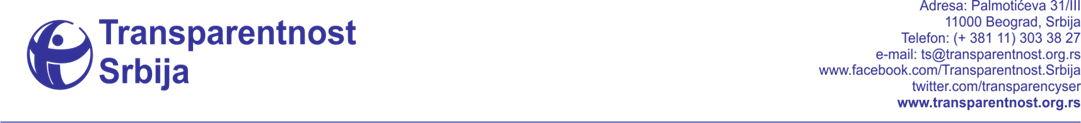 Transparentnost
Srbija
Adresa: Palmotićeva 31/III
11000 Beograd, Srbija
Telefon: (+ 381 11) 303 38 27
e-mail: ts@transparentnost.org.rs
www.facebook.com/Transparentnost.Srbija
twitter.com/transparencyser
www.transparentnost.org.rs